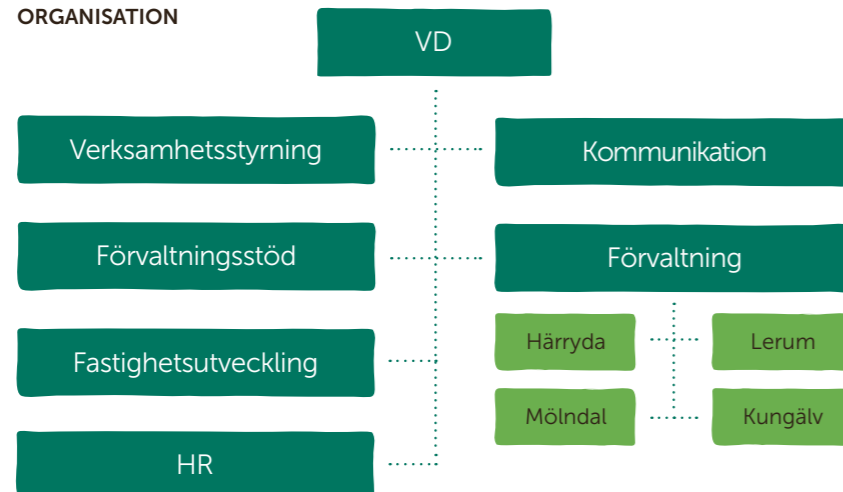 ORGANISATION
VD
Verksamhetsstyrning
Kommunikation
Förvaltningsstöd
Förvaltning
Härryda
Lerum
Fastighetsutveckling
Mölndal
Kungälv
HR